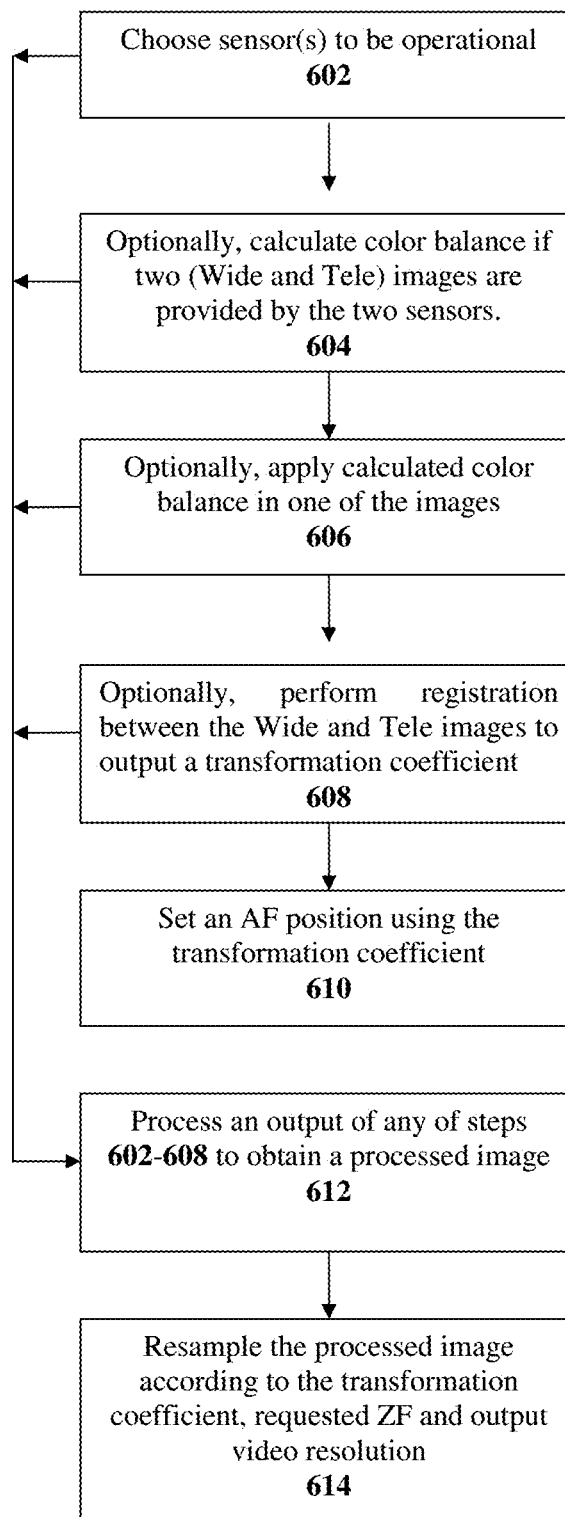 Choose sensor(s) to be operational
602
Optionally, calculate color balance if
two (Wide and Tele) images are
provided by the two sensors.
604
Optionally, apply calculated color
balance in one of the images
606
Optionally, perform registration
between the Wide and Tele images to
output a transformation coefficient
608
Set an AF position using the
transformation coefficient
610
Process an output of any of steps
602-608 to obtain a processed image
612
Resample the processed image
according to the transformation
coefficient, requested ZF and output
video resolution
614